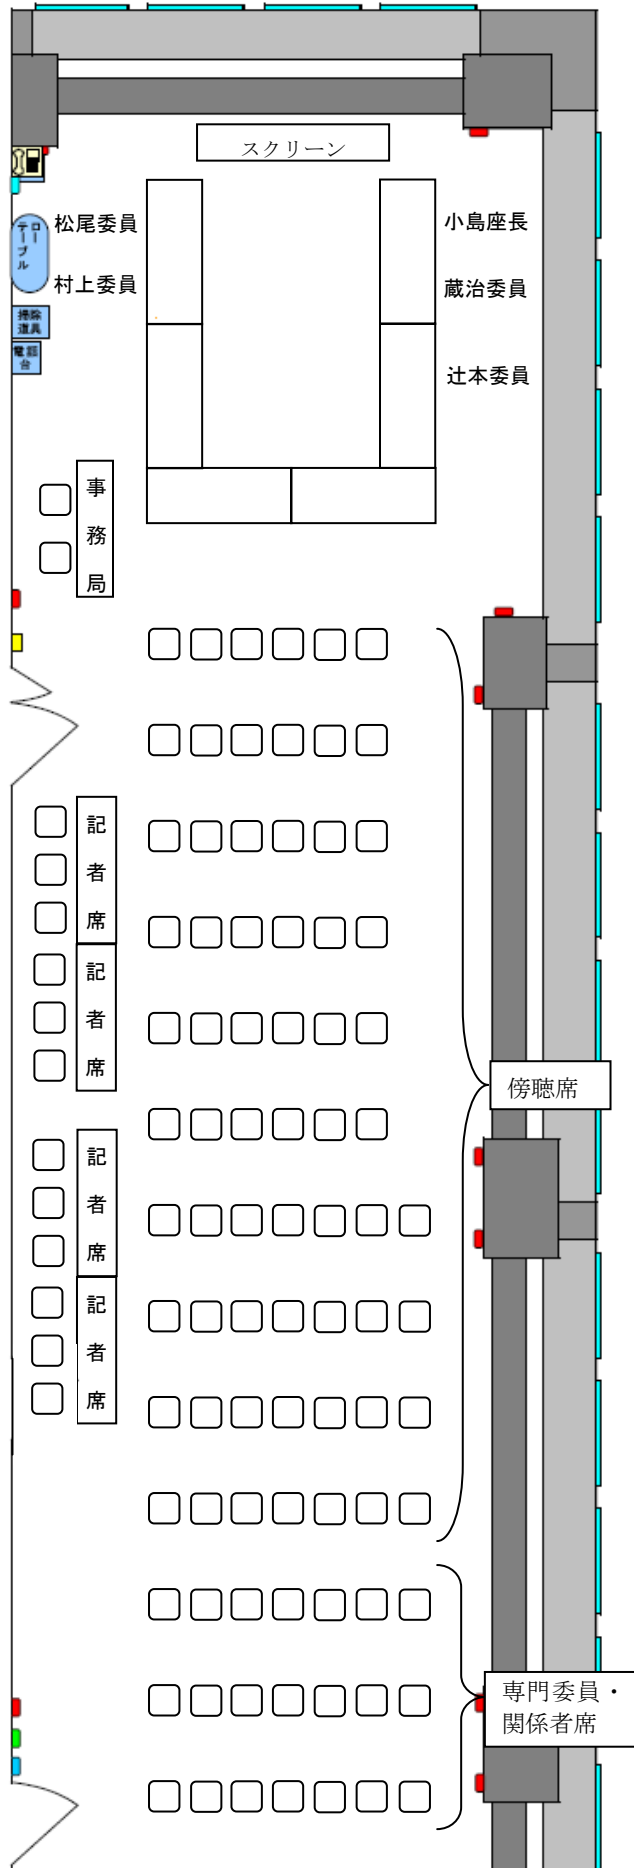 スクリーン
松尾委員
村上委員
小島座長
蔵治委員
辻本委員
ローテーブル
掃除
道具
電話
台
事務局
記者席
記者席
記者席
記者席
傍聴席
専門委員・
関係者席